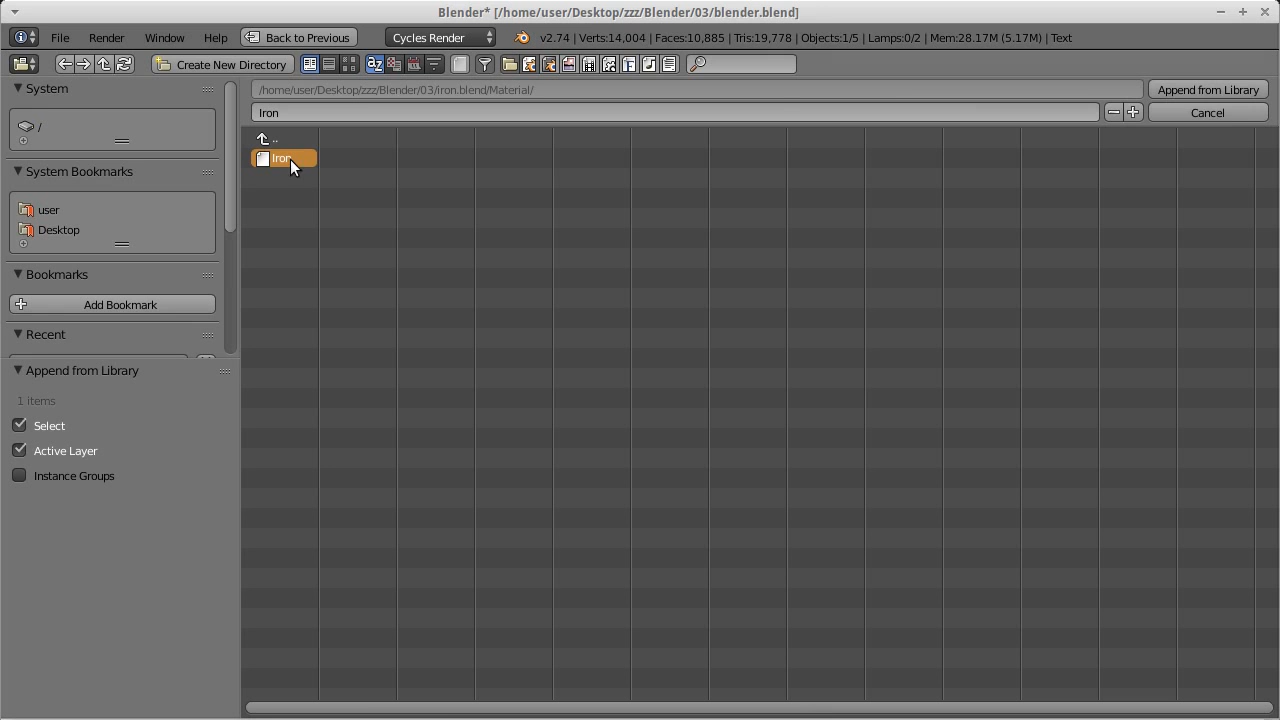 Blender* [/home/user/Desktop/zzz/Blender/03/blender.blend]
File Render Window Help Back to Previous Cycles Render v2.74 | Verts:14,004 | Faces:10,885 | Tris:19,778 | Objects:1/5 | Lamps:0/2 | Mem:28.17M (5.17M) | Text
Create New Directory
System
/home/user/Desktop/zzz/Blender/03/iron.blend/Material/
Append from Library
Iron
Cancel
/
..
Iron
System Bookmarks
user
Desktop
Bookmarks
Add Bookmark
Recent
Append from Library
1 items
Select
Active Layer
Instance Groups